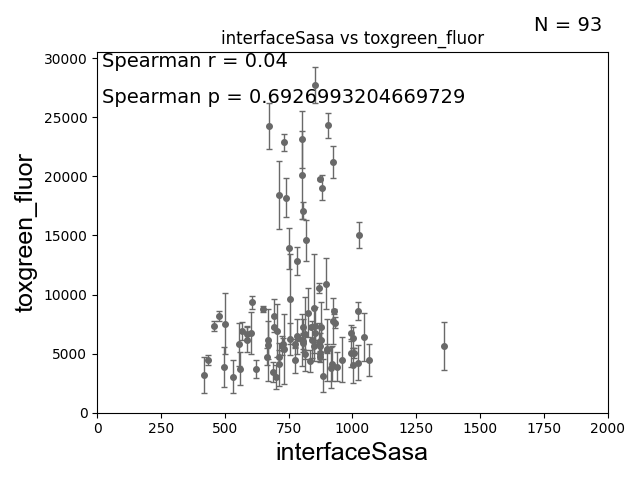 N = 93
interfaceSasa vs toxgreen_fluor
Spearman r = 0.04
Spearman p = 0.6926993204669729
30000
25000
20000
15000
10000
5000
0
toxgreen_fluor
0 250 500 750 1000 1250 1500 1750 2000
interfaceSasa